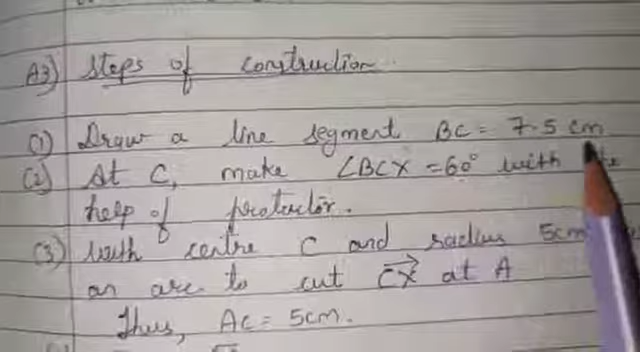 A3) Steps of construction.
(1) Draw a line segment BC = 7.5 cm
(2) At C, make ∠BCX = 60° with
help of protractor.
(3) With centre C and radius 5cm
an arc to cut CX→ at A
Thus, AC = 5cm.